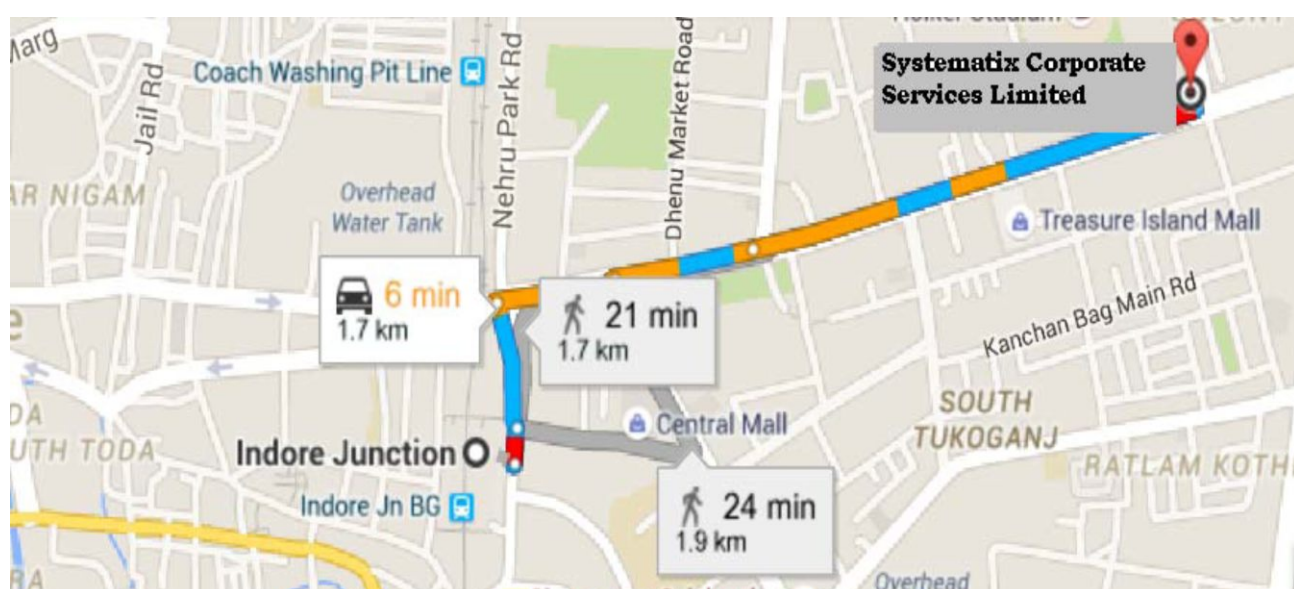 Marg
Jail Rd
Coach Washing Pit Line
Nehru Park Rd
Dhenu Market Road
Systematix Corporate
Services Limited
AR NIGAM
Overhead
Water Tank
Treasure Island Mall
6 min
1.7 km
21 min
1.7 km
Kanchan Bag Main Rd
Central Mall
SOUTH
TUKOGANJ
Indore Junction
UTH TODA
RATLAM KOTHI
Indore Jn BG
24 min
1.9 km
Overhead